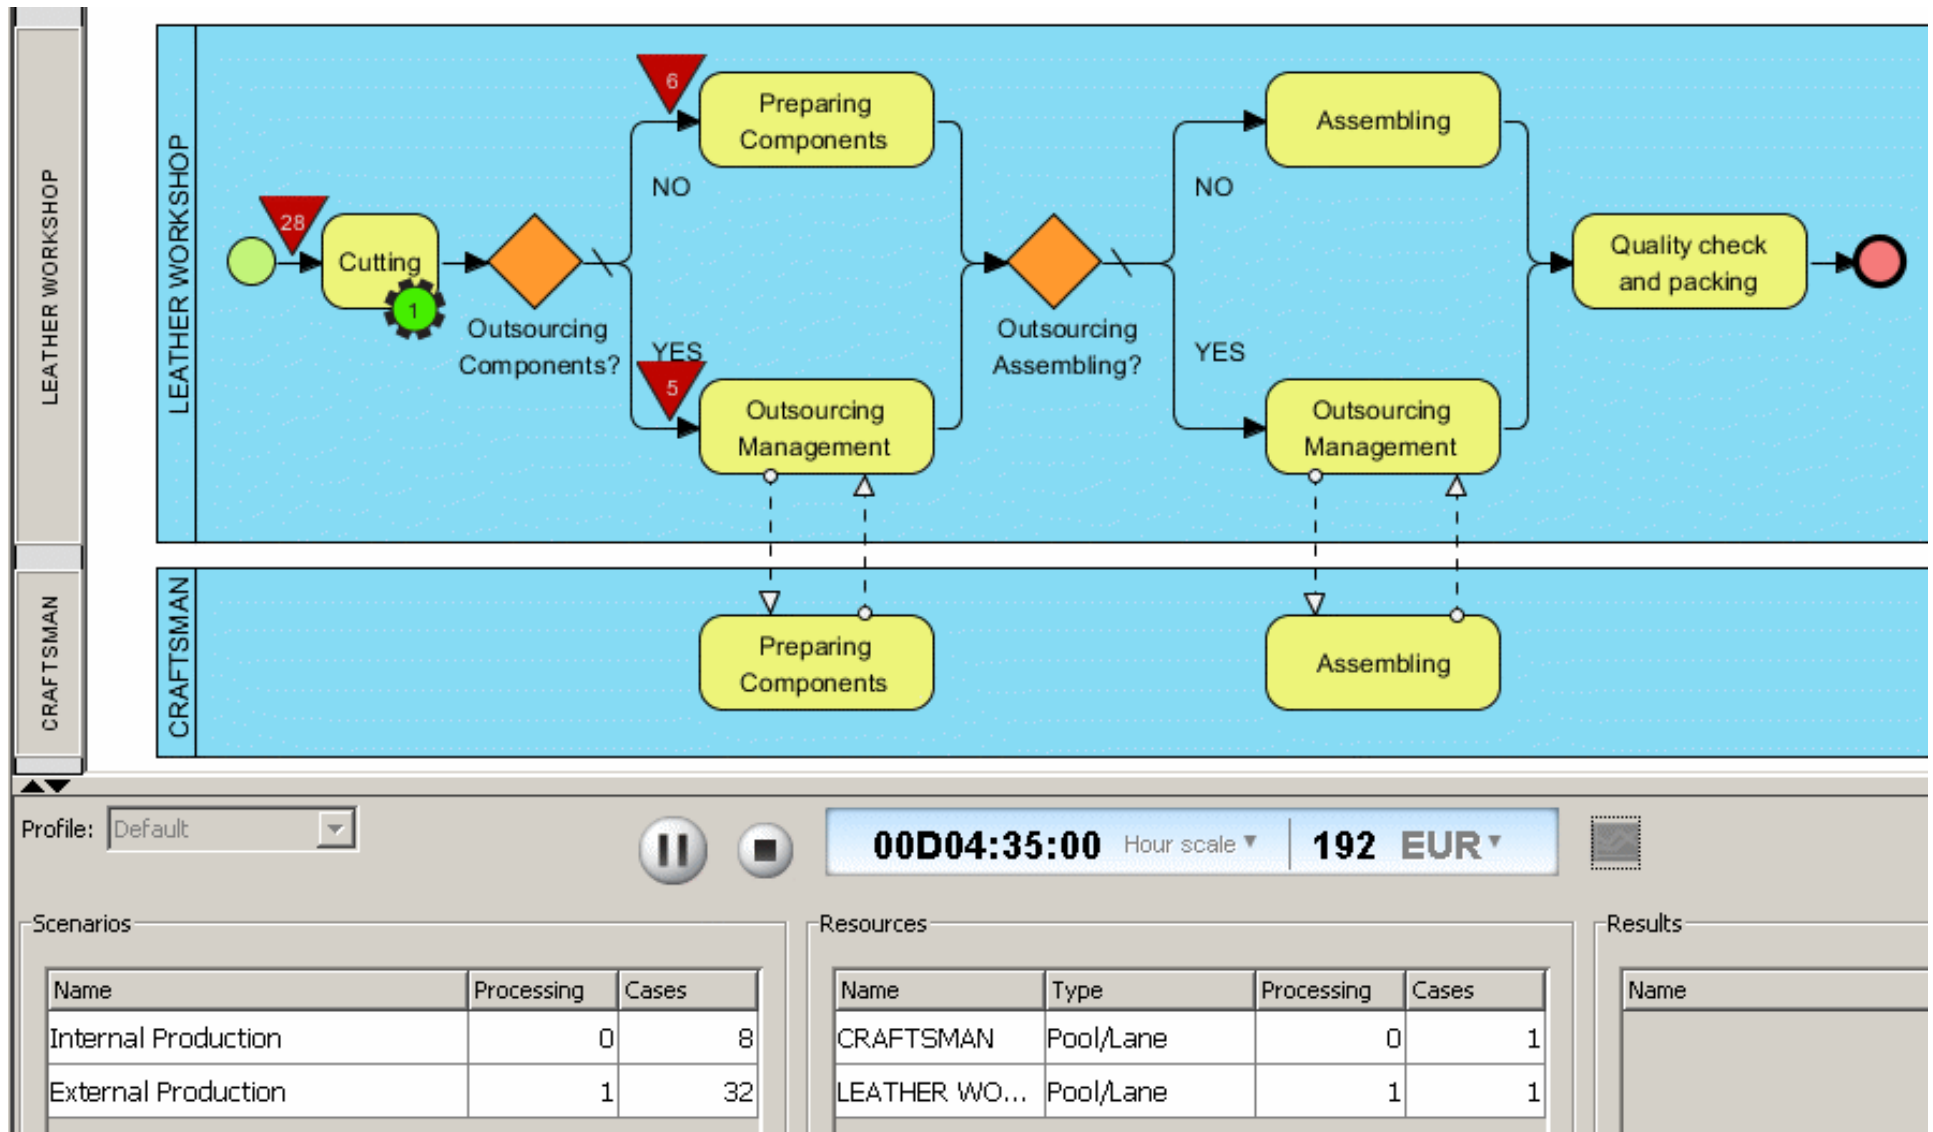 LEATHER WORKSHOP
LEATHER WORKSHOP
6
Preparing
Components
Assembling
NO
NO
28
Cutting
1
Quality check
and packing
Outsourcing
Components?
Outsourcing
Assembling?
YES
YES
5
Outsourcing
Management
Outsourcing
Management
CRAFTSMAN
CRAFTSMAN
Preparing
Components
Assembling
Profile: Default
00D04:35:00 Hour scale 192 EUR
Scenarios
Name Processing Cases
Internal Production 0 8
External Production 1 32
Resources
Name Type Processing Cases
CRAFTSMAN Pool/Lane 0 1
LEATHER WO... Pool/Lane 1 1
Results
Name